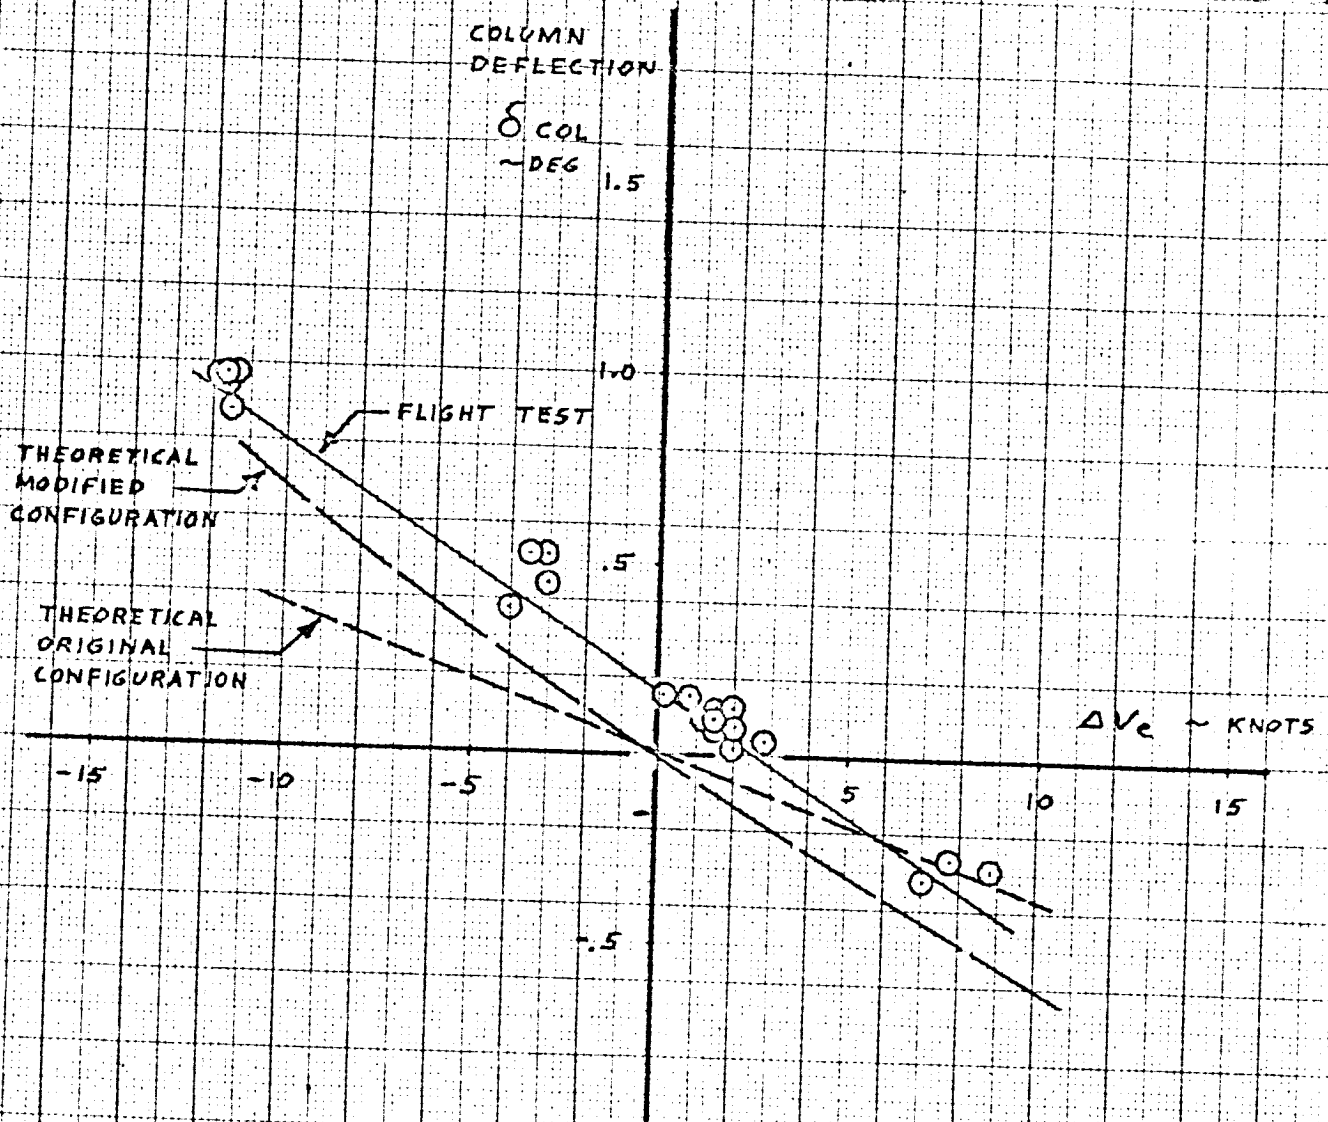 COLUMN
DEFLECTION
δ COL
~DEG
1.5
1.0
FLIGHT TEST
THEORETICAL
MODIFIED
CONFIGURATION
.5
THEORETICAL
ORIGINAL
CONFIGURATION
ΔVe ~ KNOTS
-15
-10
-5
5
10
15
-.5